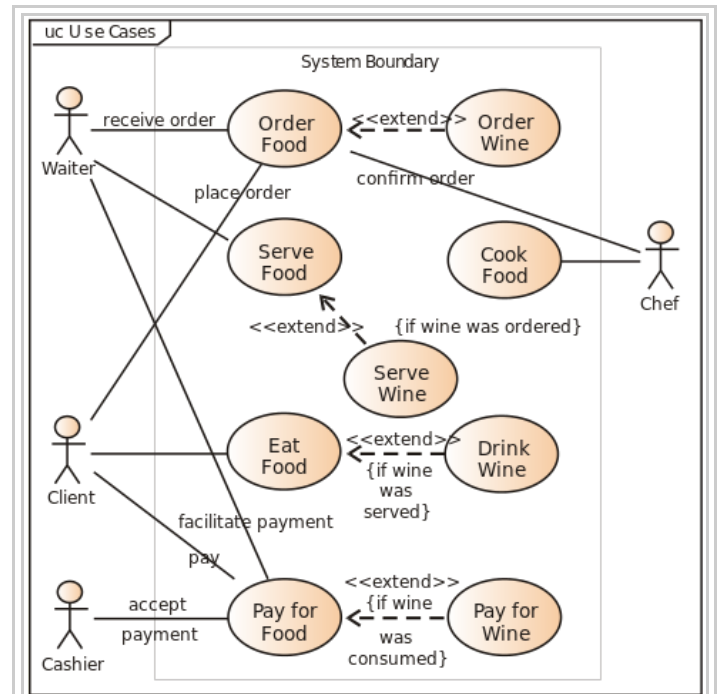 uc Use Cases
System Boundary
Waiter
receive order
Order
Food
<<extend>>
Order
Wine
place order
confirm order
Serve
Food
Cook
Food
Chef
<<extend>>
{if wine was ordered}
Serve
Wine
Client
Eat
Food
<<extend>>
{if wine
was
served}
Drink
Wine
facilitate payment
pay
Cashier
accept
payment
Pay for
Food
<<extend>>
{if wine
was
consumed}
Pay for
Wine